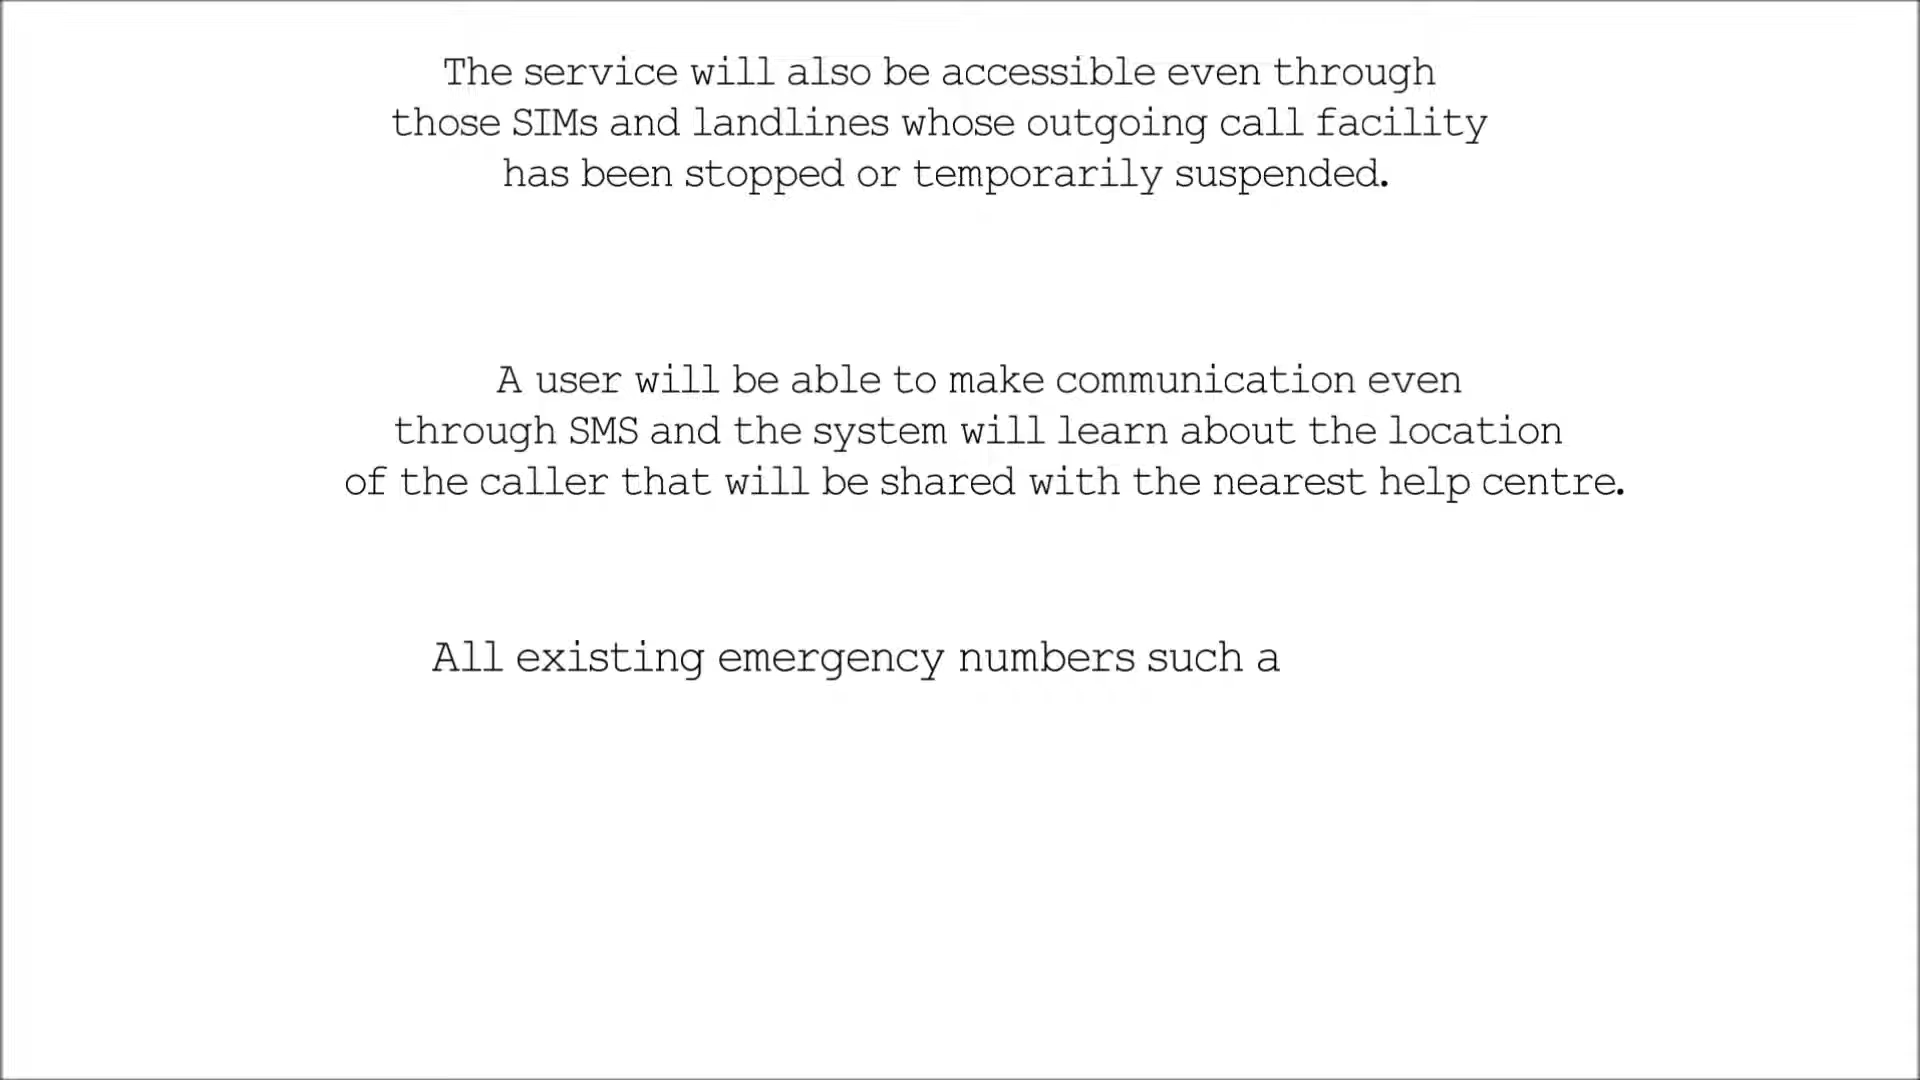 The service will also be accessible even through
those SIMs and landlines whose outgoing call facility
has been stopped or temporarily suspended.
A user will be able to make communication even
through SMS and the system will learn about the location
of the caller that will be shared with the nearest help centre.
All existing emergency numbers such a